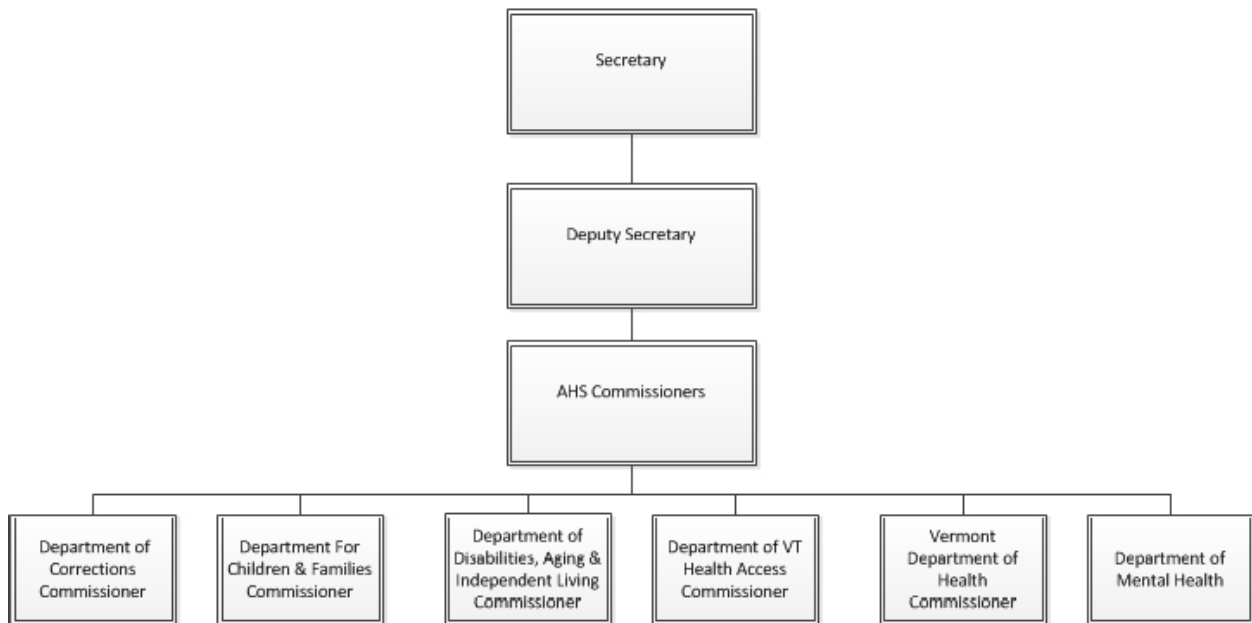 Secretary
Deputy Secretary
AHS Commissioners
Department of
Corrections
Commissioner
Department For
Children & Families
Commissioner
Department of
Disabilities, Aging &
Independent Living
Commissioner
Department of VT
Health Access
Commissioner
Vermont
Department of
Health
Commissioner
Department of
Mental Health